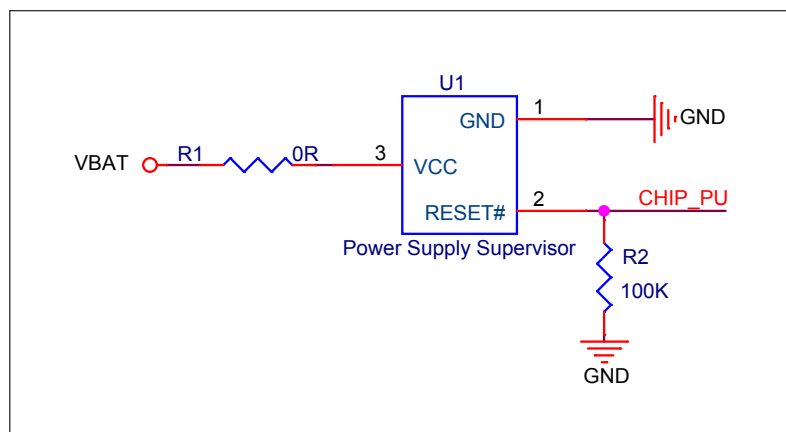 U1
GND
1
GND
VBAT
R1
0R
3
VCC
RESET#
2
CHIP_PU
Power Supply Supervisor
R2
100K
GND